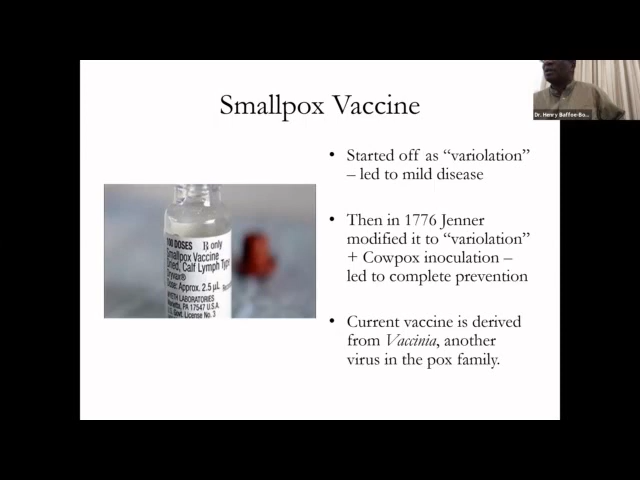 Smallpox Vaccine
Dr. Henry Baffoe-Bo...
• Started off as “variolation”
– led to mild disease
• Then in 1776 Jenner
modified it to “variolation”
+ Cowpox inoculation –
led to complete prevention
• Current vaccine is derived
from Vaccinia, another
virus in the pox family.
100 DOSES ℞ only
Smallpox Vaccine
Dried, Calf Lymph Type
Dryvax®
Dose: Approx. 2.5 µL
WYETH LABORATORIES
Marietta, PA 17547 U.S.A.
U.S. Govt. License No. 3